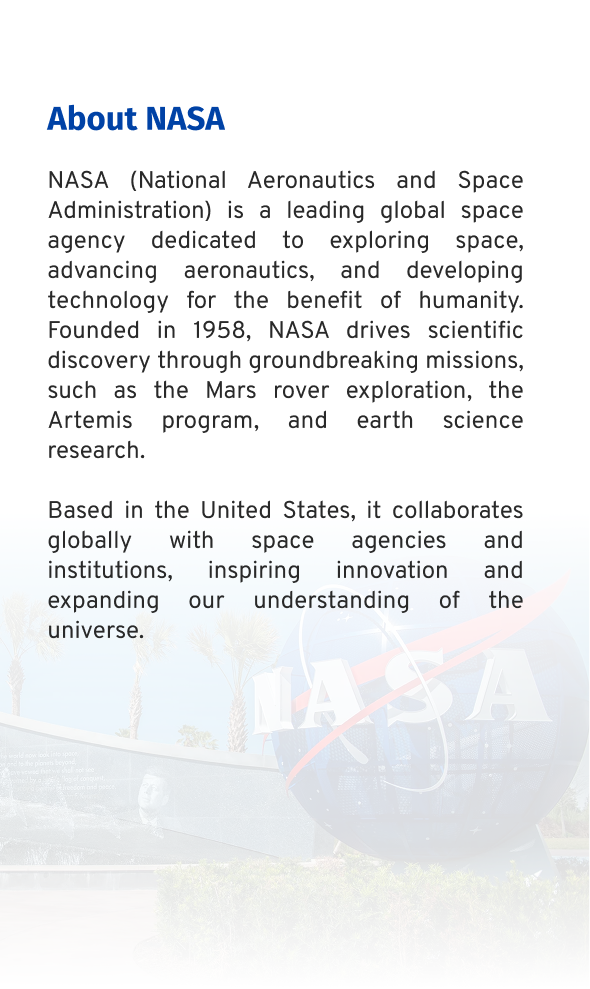 About NASA
NASA (National Aeronautics and Space
Administration) is a leading global space
agency dedicated to exploring space,
advancing aeronautics, and developing
technology for the benefit of humanity.
Founded in 1958, NASA drives scientific
discovery through groundbreaking missions,
such as the Mars rover exploration, the
Artemis program, and earth science
research.
Based in the United States, it collaborates
globally with space agencies and
institutions, inspiring innovation and
expanding our understanding of the
universe.
NASA